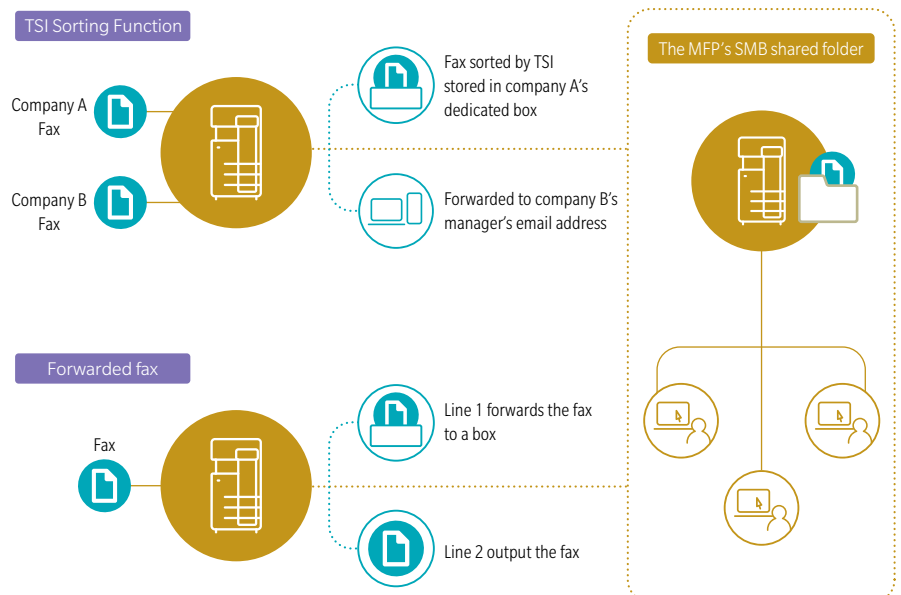 TSI Sorting Function
Company A
Fax
Company B
Fax
Fax sorted by TSI
stored in company A's
dedicated box
Forwarded to company B's
manager's email address
The MFP's SMB shared folder
Forwarded fax
Fax
Line 1 forwards the fax
to a box
Line 2 output the fax